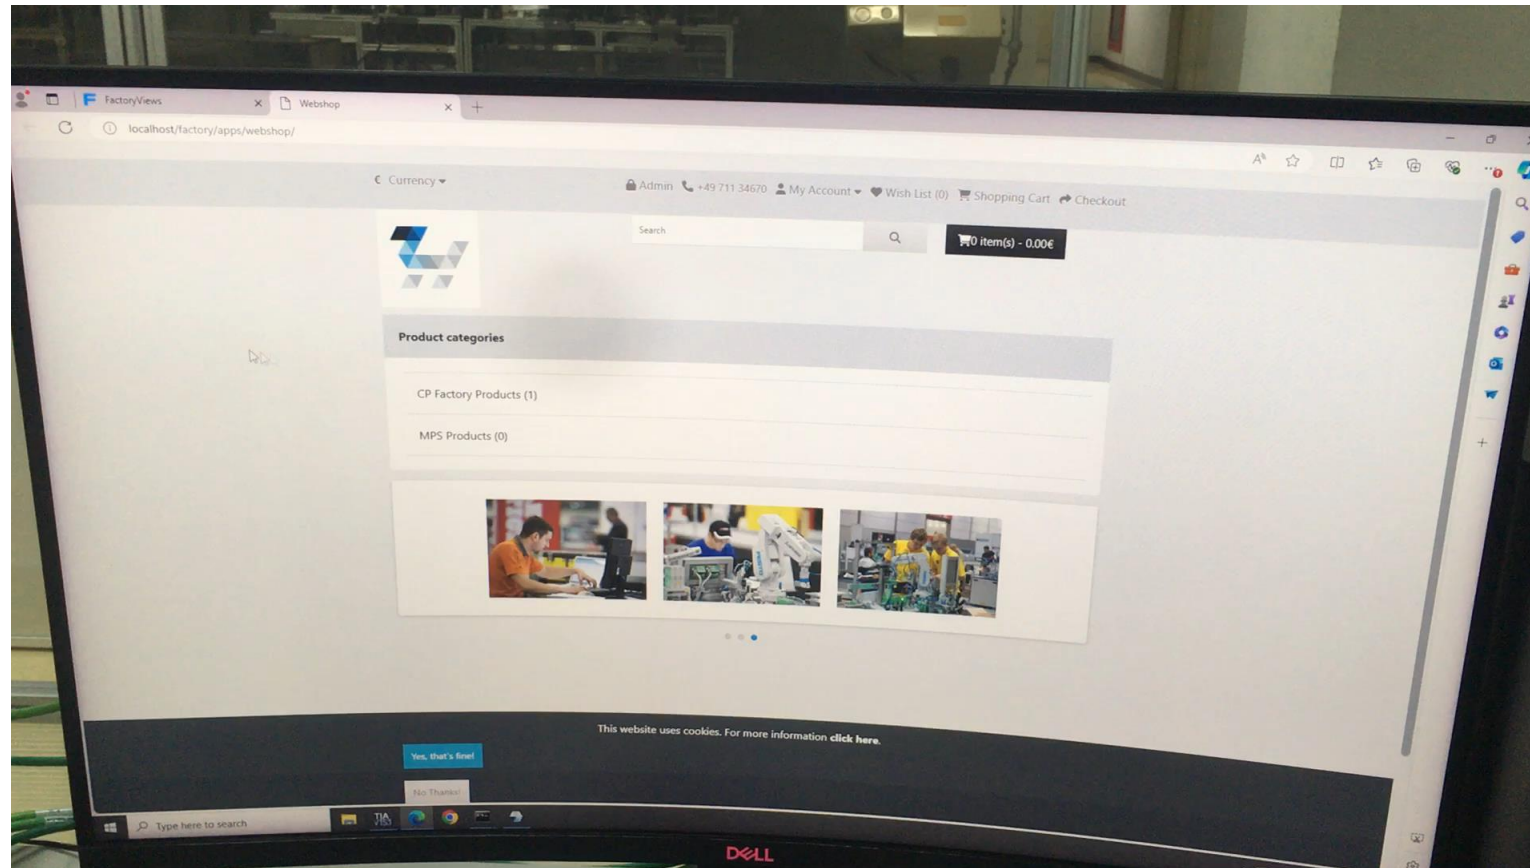 FactoryViews
Webshop
localhost/factory/apps/webshop/
€ Currency
Admin +49 711 34670 My Account Wish List (0) Shopping Cart Checkout
Search
0 item(s) - 0.00€
Product categories
CP Factory Products (1)
MPS Products (0)
This website uses cookies. For more information click here.
Yes, that's fine!
No Thanks!
Type here to search
DELL